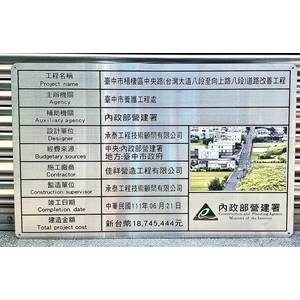 工程名稱
Project name
臺中市梧棲區中央路(台灣大道八段至向上路八段)道路改善工程
主辦機關
Agency
臺中市養護工程處
補助機關
Auxiliary agency
內政部營建署
設計單位
Designer
承泰工程技術顧問有限公司
經費來源
Budgetary sources
中央:內政部營建署
地方:臺中市政府
施工廠商
Contractor
佳祥營造工程有限公司
監造單位
Construction supervisor
承泰工程技術顧問有限公司
竣工日期
Completion date
中華民國111年06月21日
建造金額
Total project cost
新台幣18,745,444元
內政部營建署
Construction and Planning Agency
Ministry of the Interior